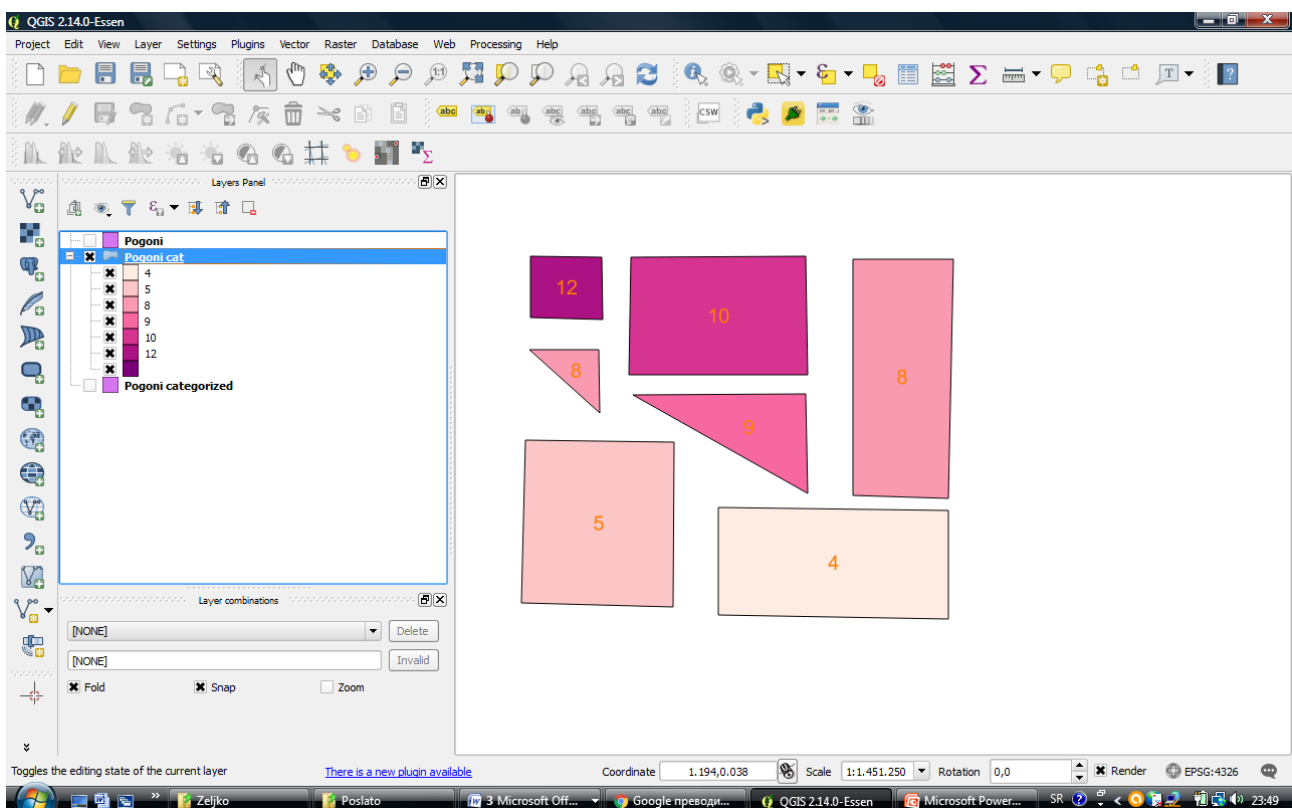 QGIS 2.14.0-Essen
Project Edit View Layer Settings Plugins Vector Raster Database Web Processing Help
abc
CSW
Layers Panel
Pogoni
Pogoni cat
4
5
8
9
10
12
Pogoni categorized
12
10
8
8
9
5
4
Layer combinations
[NONE] Delete
[NONE] Invalid
Fold Snap Zoom
Toggles the editing state of the current layer There is a new plugin available Coordinate 1.194,0.038 Scale 1:1.451.250 Rotation 0,0 Render EPSG:4326
Zeljko Poslato 3 Microsoft Off... Google преводи... QGIS 2.14.0-Essen Microsoft Power... SR 23:49